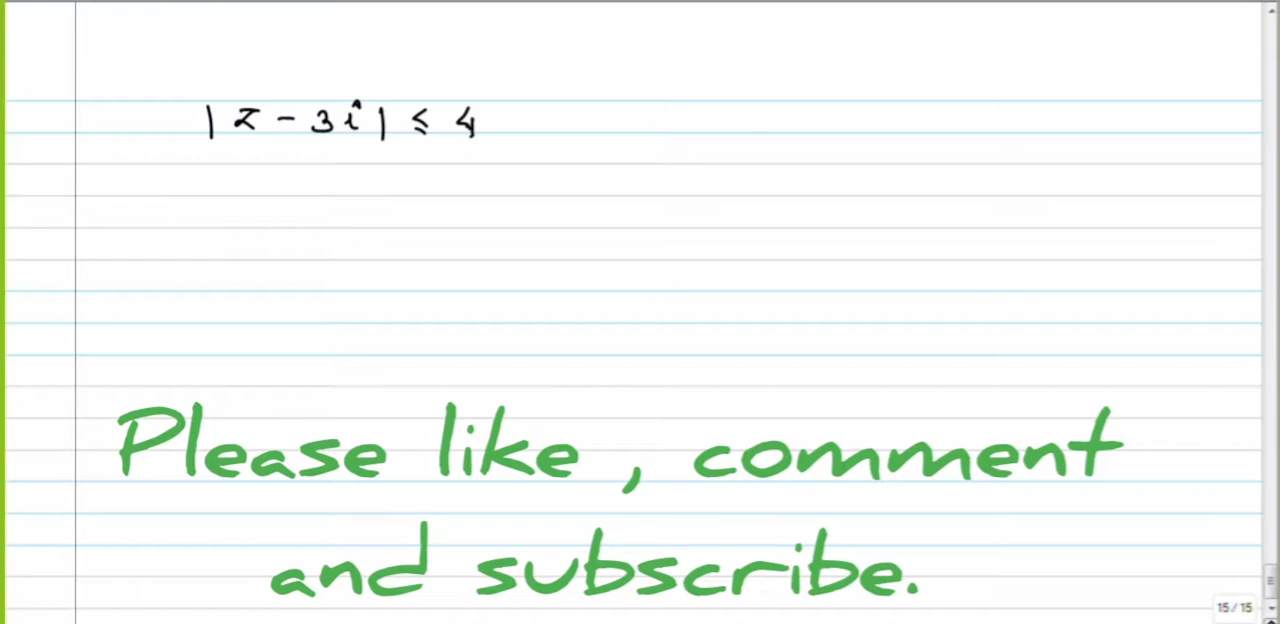 |z - 3i| ≤ 4
Please like, comment
and subscribe.
15/15